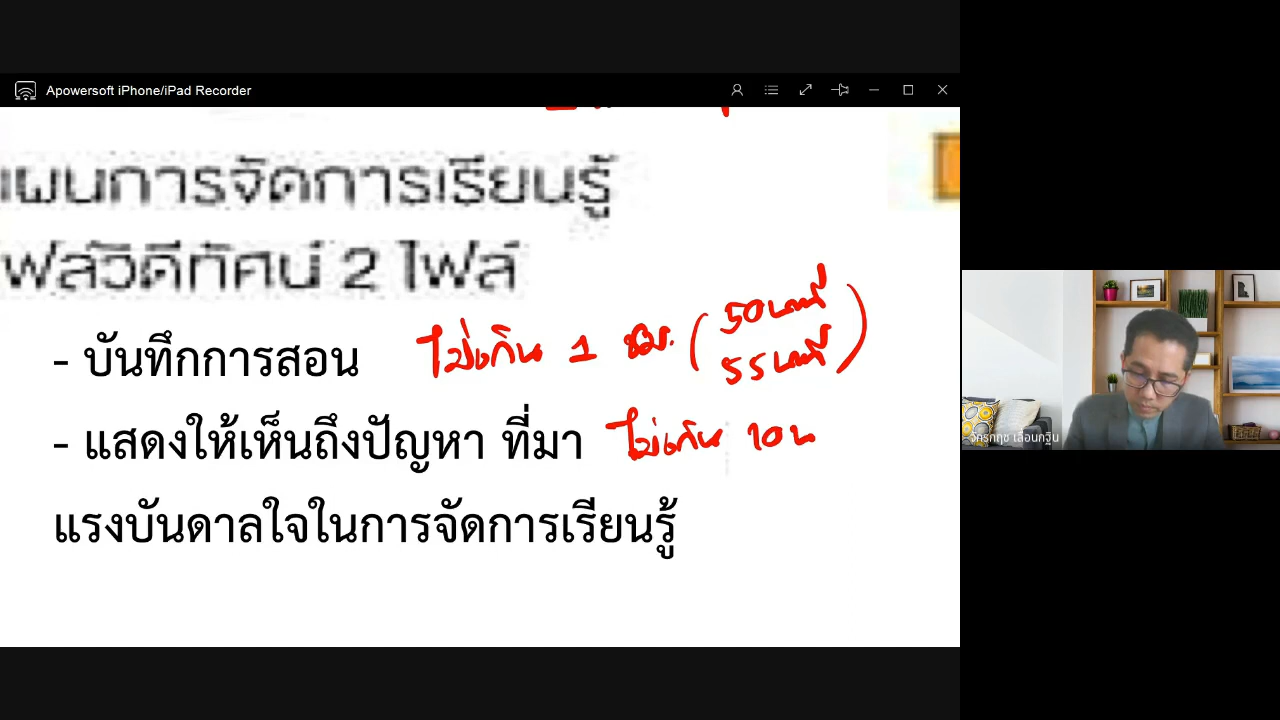 Apowersoft iPhone/iPad Recorder
แผนการจัดการเรียนรู้
ฟล์วิดีทัศน์ 2 ไฟล์
- บันทึกการสอน ไม่เกิน 1 ชม. (50 นาที
55 นาที)
- แสดงให้เห็นถึงปัญหา ที่มา ไม่เกิน 10 น
แรงบันดาลใจในการจัดการเรียนรู้
จักรกฤช เลื่อนกฐิน